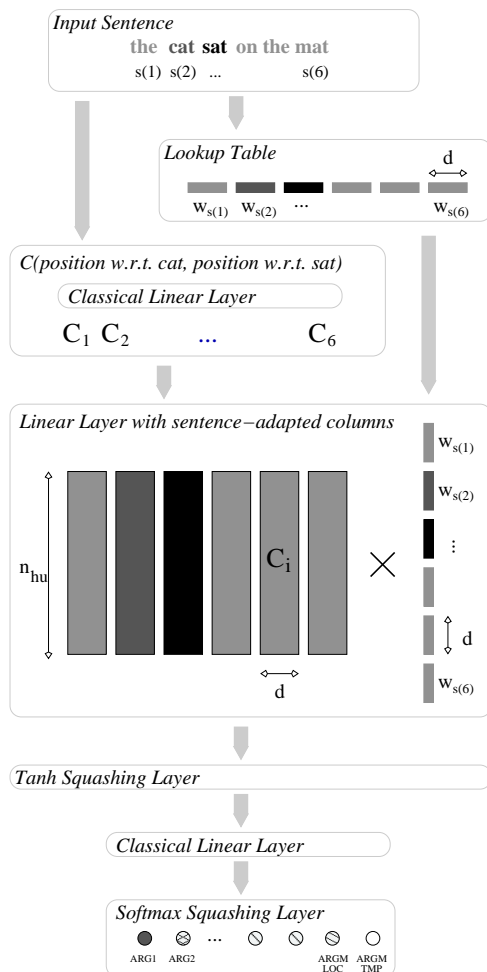 Input Sentence
the cat sat on the mat
s(1) s(2) ... s(6)
Lookup Table
d
w_s(1) w_s(2) ... w_s(6)
C(position w.r.t. cat, position w.r.t. sat)
Classical Linear Layer
C_1 C_2 ... C_6
Linear Layer with sentence-adapted columns
w_s(1)
w_s(2)
...
n_hu
C_i
×
d
w_s(6)
d
Tanh Squashing Layer
Classical Linear Layer
Softmax Squashing Layer
...
ARG1 ARG2 ARGM LOC ARGM TMP